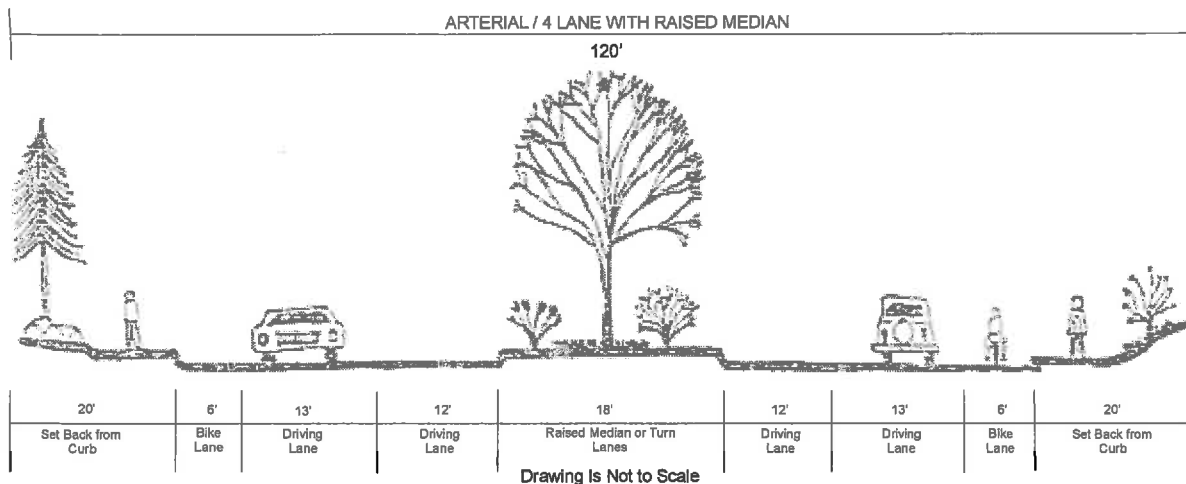 ARTERIAL / 4 LANE WITH RAISED MEDIAN
120'
20' 6' 13' 12' 18' 12' 13' 6' 20'
Set Back from Curb
Bike Lane
Driving Lane
Driving Lane
Raised Median or Turn Lanes
Driving Lane
Driving Lane
Bike Lane
Set Back from Curb
Drawing Is Not to Scale